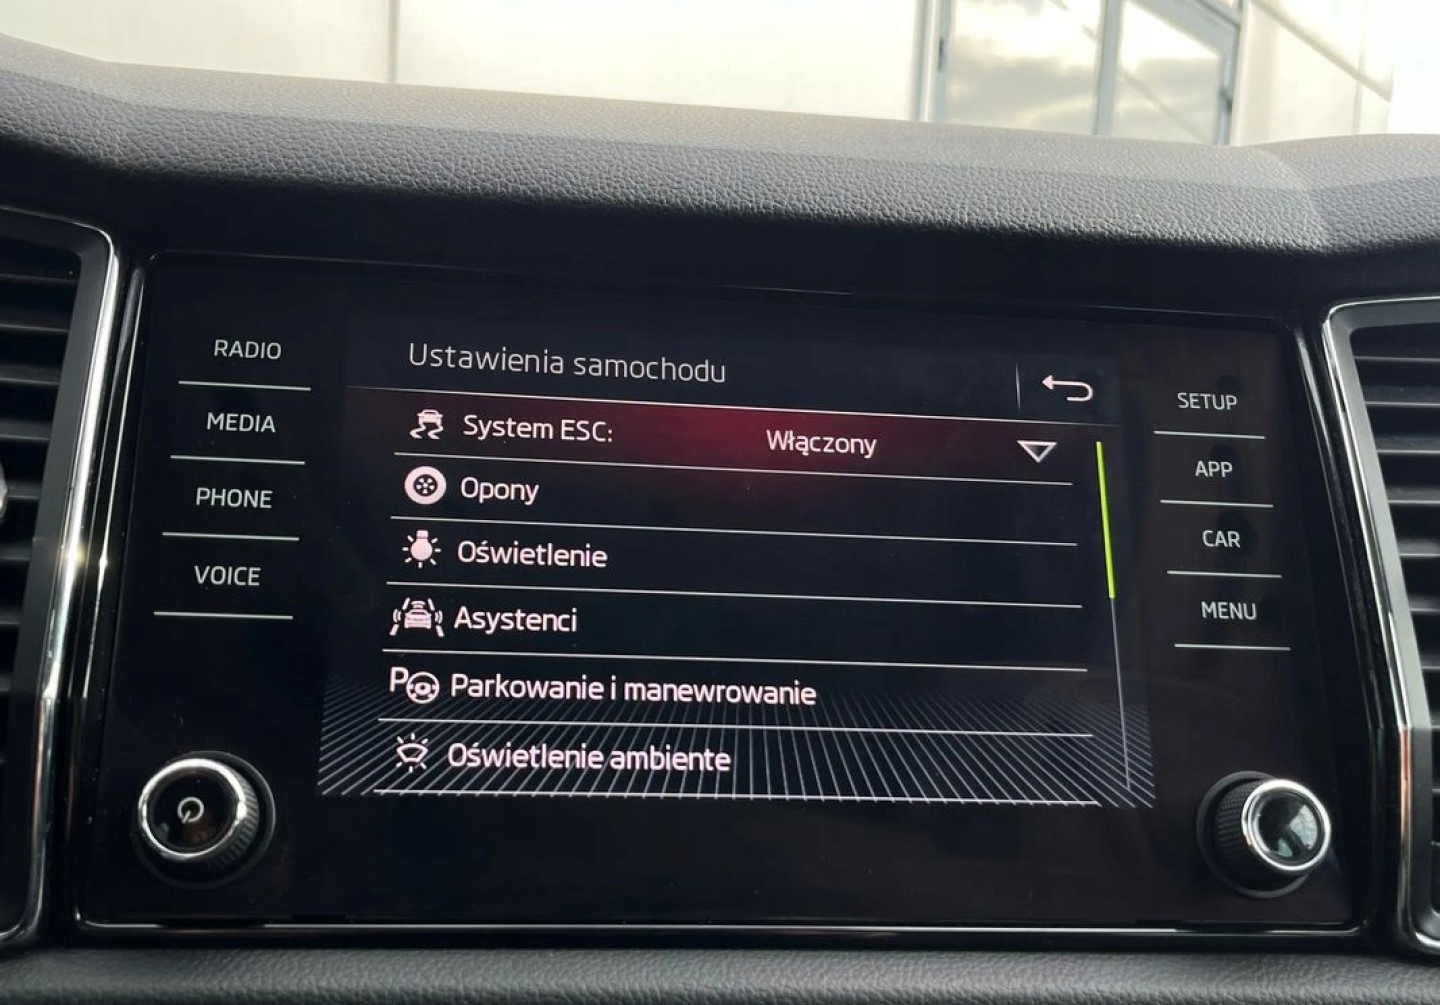 RADIO
MEDIA
PHONE
VOICE
Ustawienia samochodu
System ESC: Włączony
Opony
Oświetlenie
Asystenci
P Parkowanie i manewrowanie
Oświetlenie ambiente
SETUP
APP
CAR
MENU